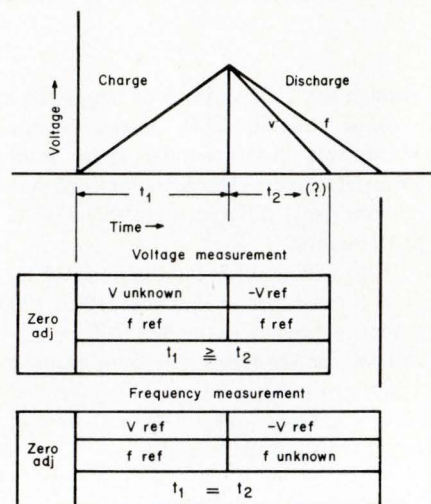 Charge
Discharge
Voltage →
v
f
t1
t2 → (?)
Time →
Voltage measurement
Zero adj
V unknown
-V ref
f ref
f ref
t1 ≧ t2
Frequency measurement
Zero adj
V ref
-V ref
f ref
f unknown
t1 = t2